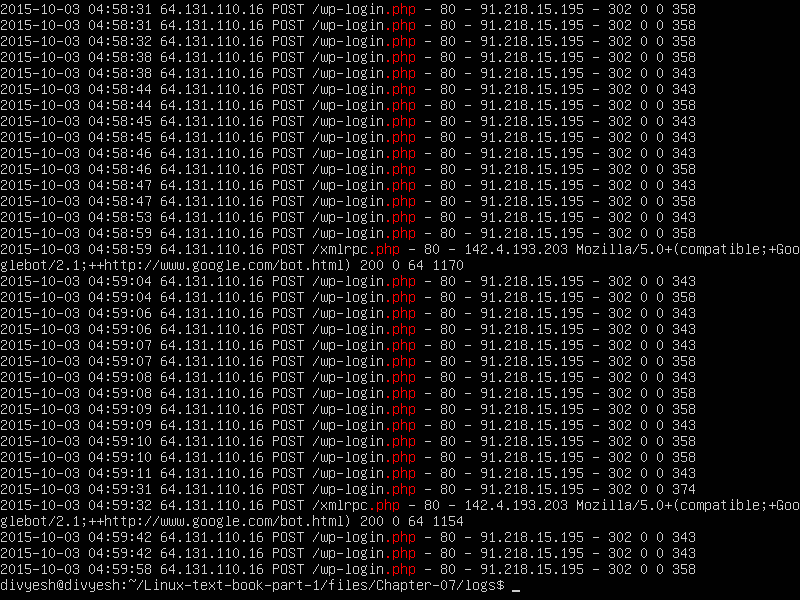 2015-10-03 04:58:31 64.131.110.16 POST /wp-login.php - 80 - 91.218.15.195 - 302 0 0 358
2015-10-03 04:58:31 64.131.110.16 POST /wp-login.php - 80 - 91.218.15.195 - 302 0 0 358
2015-10-03 04:58:32 64.131.110.16 POST /wp-login.php - 80 - 91.218.15.195 - 302 0 0 358
2015-10-03 04:58:38 64.131.110.16 POST /wp-login.php - 80 - 91.218.15.195 - 302 0 0 358
2015-10-03 04:58:38 64.131.110.16 POST /wp-login.php - 80 - 91.218.15.195 - 302 0 0 343
2015-10-03 04:58:44 64.131.110.16 POST /wp-login.php - 80 - 91.218.15.195 - 302 0 0 343
2015-10-03 04:58:44 64.131.110.16 POST /wp-login.php - 80 - 91.218.15.195 - 302 0 0 358
2015-10-03 04:58:45 64.131.110.16 POST /wp-login.php - 80 - 91.218.15.195 - 302 0 0 358
2015-10-03 04:58:45 64.131.110.16 POST /wp-login.php - 80 - 91.218.15.195 - 302 0 0 343
2015-10-03 04:58:46 64.131.110.16 POST /wp-login.php - 80 - 91.218.15.195 - 302 0 0 343
2015-10-03 04:58:46 64.131.110.16 POST /wp-login.php - 80 - 91.218.15.195 - 302 0 0 358
2015-10-03 04:58:47 64.131.110.16 POST /wp-login.php - 80 - 91.218.15.195 - 302 0 0 343
2015-10-03 04:58:47 64.131.110.16 POST /wp-login.php - 80 - 91.218.15.195 - 302 0 0 358
2015-10-03 04:58:53 64.131.110.16 POST /wp-login.php - 80 - 91.218.15.195 - 302 0 0 343
2015-10-03 04:58:59 64.131.110.16 POST /wp-login.php - 80 - 91.218.15.195 - 302 0 0 358
2015-10-03 04:58:59 64.131.110.16 POST /xmlrpc.php - 80 - 142.4.193.203 Mozilla/5.0+(compatible;+Goo
glebot/2.1;++http://www.google.com/bot.html) 200 0 64 1170
2015-10-03 04:59:04 64.131.110.16 POST /wp-login.php - 80 - 91.218.15.195 - 302 0 0 343
2015-10-03 04:59:04 64.131.110.16 POST /wp-login.php - 80 - 91.218.15.195 - 302 0 0 358
2015-10-03 04:59:06 64.131.110.16 POST /wp-login.php - 80 - 91.218.15.195 - 302 0 0 343
2015-10-03 04:59:06 64.131.110.16 POST /wp-login.php - 80 - 91.218.15.195 - 302 0 0 343
2015-10-03 04:59:07 64.131.110.16 POST /wp-login.php - 80 - 91.218.15.195 - 302 0 0 343
2015-10-03 04:59:07 64.131.110.16 POST /wp-login.php - 80 - 91.218.15.195 - 302 0 0 358
2015-10-03 04:59:08 64.131.110.16 POST /wp-login.php - 80 - 91.218.15.195 - 302 0 0 343
2015-10-03 04:59:08 64.131.110.16 POST /wp-login.php - 80 - 91.218.15.195 - 302 0 0 358
2015-10-03 04:59:09 64.131.110.16 POST /wp-login.php - 80 - 91.218.15.195 - 302 0 0 358
2015-10-03 04:59:09 64.131.110.16 POST /wp-login.php - 80 - 91.218.15.195 - 302 0 0 343
2015-10-03 04:59:10 64.131.110.16 POST /wp-login.php - 80 - 91.218.15.195 - 302 0 0 358
2015-10-03 04:59:10 64.131.110.16 POST /wp-login.php - 80 - 91.218.15.195 - 302 0 0 358
2015-10-03 04:59:11 64.131.110.16 POST /wp-login.php - 80 - 91.218.15.195 - 302 0 0 343
2015-10-03 04:59:31 64.131.110.16 POST /wp-login.php - 80 - 91.218.15.195 - 302 0 0 374
2015-10-03 04:59:32 64.131.110.16 POST /xmlrpc.php - 80 - 142.4.193.203 Mozilla/5.0+(compatible;+Goo
glebot/2.1;++http://www.google.com/bot.html) 200 0 64 1154
2015-10-03 04:59:42 64.131.110.16 POST /wp-login.php - 80 - 91.218.15.195 - 302 0 0 343
2015-10-03 04:59:42 64.131.110.16 POST /wp-login.php - 80 - 91.218.15.195 - 302 0 0 343
2015-10-03 04:59:58 64.131.110.16 POST /wp-login.php - 80 - 91.218.15.195 - 302 0 0 358
divyesh@divyesh:~/Linux-text-book-part-1/files/Chapter-07/logs$ _